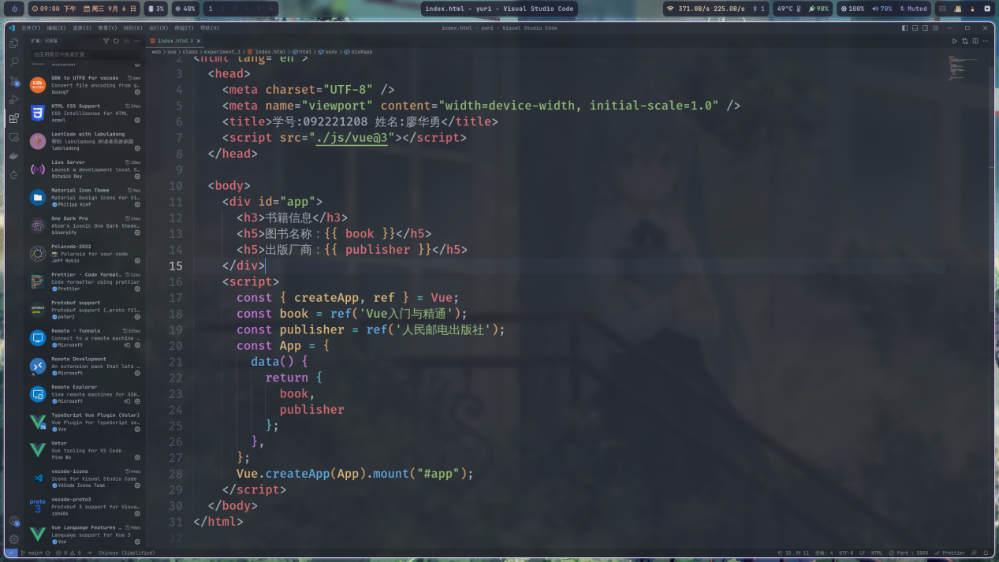 09:00 下午 周三 9月 6 日
3% 40%
1 2 3 4 5 6
index.html - yuri - Visual Studio Code
371.0B/s 225.0B/s 1 49°C 98% 100% 70% Muted
文件(F) 编辑(E) 选择(S) 查看(V) 转到(G) 运行(R) 终端(T) 帮助(H)
index.html - yuri - Visual Studio Code
扩展: 已安装
在应用商店中搜索扩展
GBK to UTF8 for vscode 6ms
Convert file encoding from g…
buuug7
HTML CSS Support 29ms
CSS Intellisense for HTML
ecmel
LeetCode with labuladong
帮助 labuladong 的读者高效刷题
labuladong
Live Server 10ms
Launch a development local S…
Ritwick Dey
Material Icon Theme 9ms
Material Design Icons for Vi…
Philipp Kief
One Dark Pro 14ms
Atom's iconic One Dark theme…
binaryify
Polacode-2022
Polaroid for your code
Jeff Hykin
Prettier - Code format… 52ms
Code formatter using prettier
Prettier
Protobuf support
Protobuf support (.proto fil…
peterj
Remote - Tunnels 335ms
Connect to a remote machine …
Microsoft
Remote Development
An extension pack that lets …
Microsoft
Remote Explorer
View remote machines for SSH…
Microsoft
TypeScript Vue Plugin (Volar)
Vue Plugin for TypeScript se…
Vue
Vetur
Vue tooling for VS Code
Pine Wu
vscode-icons 44ms
Icons for Visual Studio Code
VSCode Icons Team
vscode-proto3
Protobuf 3 support for Visua…
zxh404
Vue Language Features … 98ms
Language support for Vue 3
Vue
index.html U
web > vue > class > experiment_1 > index.html > html > body > div#app
2 <html lang="en">
3 <head>
4 <meta charset="UTF-8" />
5 <meta name="viewport" content="width=device-width, initial-scale=1.0" />
6 <title>学号:092221208 姓名:廖华勇</title>
7 <script src="./js/vue@3"></script>
8 </head>
9
10 <body>
11 <div id="app">
12 <h3>书籍信息</h3>
13 <h5>图书名称：{{ book }}</h5>
14 <h5>出版厂商：{{ publisher }}</h5>
15 </div>
16 <script>
17 const { createApp, ref } = Vue;
18 const book = ref('Vue入门与精通');
19 const publisher = ref('人民邮电出版社');
20 const App = {
21 data() {
22 return {
23 book,
24 publisher
25 };
26 },
27 };
28 Vue.createApp(App).mount("#app");
29 </script>
30 </body>
31 </html>
32
main* 0 0 Chinese (Simplified)
行 15，列 11 空格: 4 UTF-8 LF HTML Port : 5500 Prettier